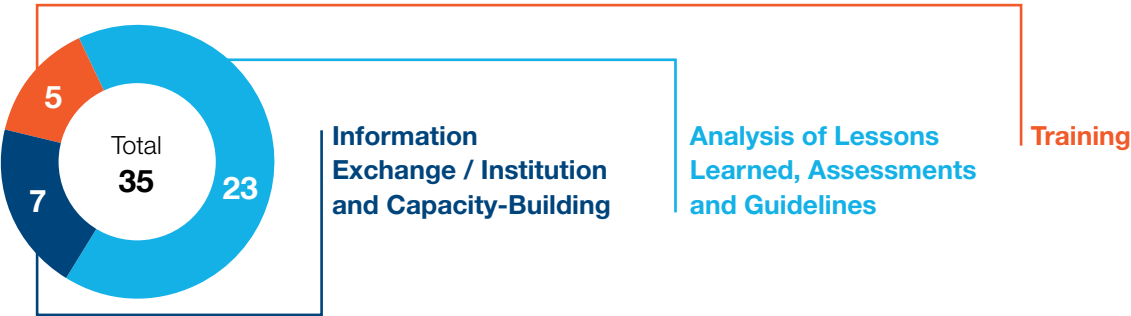 5
7
23
Total
35
Information
Exchange / Institution
and Capacity-Building
Analysis of Lessons
Learned, Assessments
and Guidelines
Training